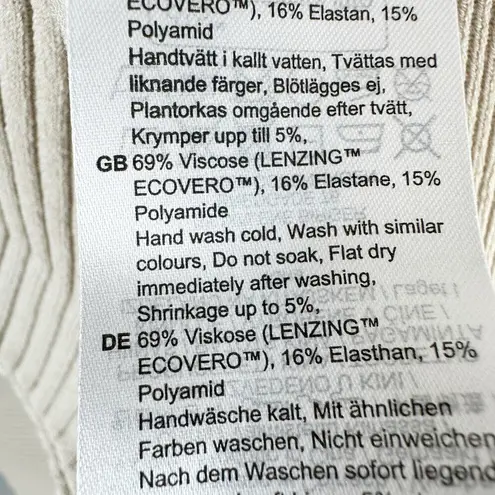 ECOVERO™), 16% Elastan, 15%
Polyamid
Handtvätt i kallt vatten, Tvättas med
liknande färger, Blötlägges ej,
Plantorkas omgående efter tvätt,
Krymper upp till 5%,
GB 69% Viscose (LENZING™
ECOVERO™), 16% Elastane, 15%
Polyamide
Hand wash cold, Wash with similar
colours, Do not soak, Flat dry
immediately after washing,
Shrinkage up to 5%,
DE 69% Viskose (LENZING™
ECOVERO™), 16% Elasthan, 15%
Polyamid
Handwäsche kalt, Mit ähnlichen
Farben waschen, Nicht einweichen
Nach dem Waschen sofort liegend